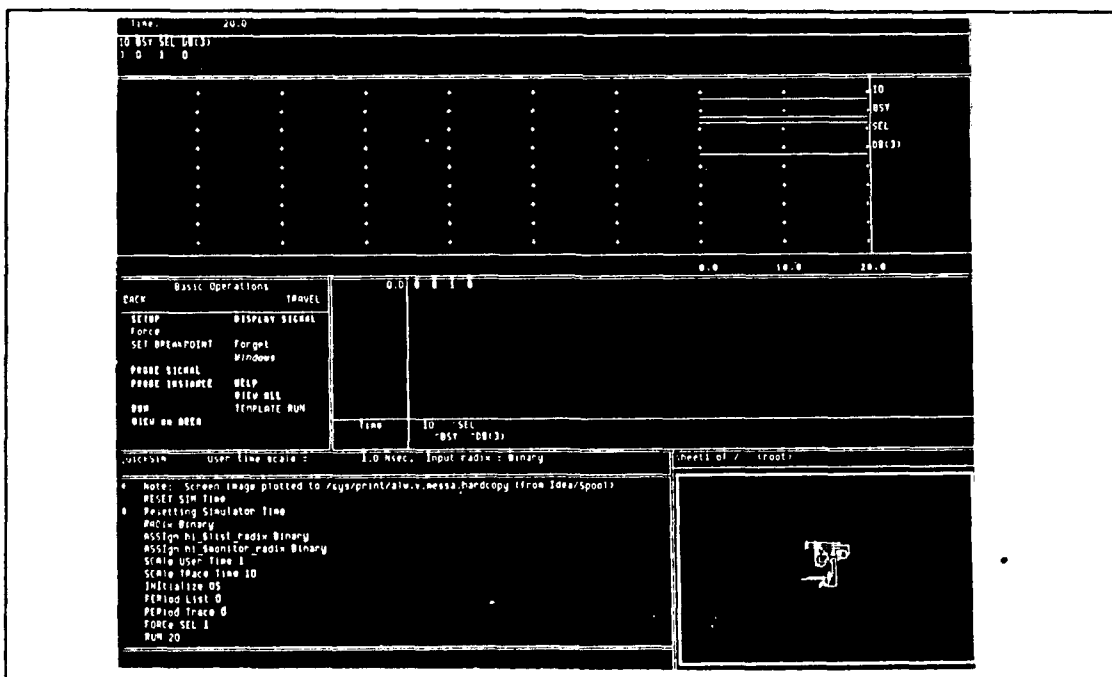 Time: 20.0
IO BSY SEL DB(3)
0 1 0
IO
BSY
SEL
DB(3)
0.0 10.0 20.0
Basic Operations
BACK TRAVEL
SETUP DISPLAY SIGNAL
Force
SET BREAKPOINT Forget
Windows
PROBE SIGNAL
PROBE INSTANCE HELP
VIEW ALL
RUN TEMPLATE RUN
VIEW an AREA
0.0 0 0 1 0
Time IO ^SEL
^BSY ^DB(3)
QUICKSIM User time scale : 1.0 Nsec, Input radix : Binary
Sheet1 of / (root)
# Note: Screen image plotted to (from Idea/Spool)
RESET SIM Time
# Resetting Simulator Time
RADix Binary
ASSIgn hi_$list_radix Binary
ASSIgn hi_$monitor_radix Binary
SCAle USer Time 1
SCAle TRace Time 10
INItialize 0S
PERiod List 0
PERiod Trace 0
FORCe SEL 1
RUN 20